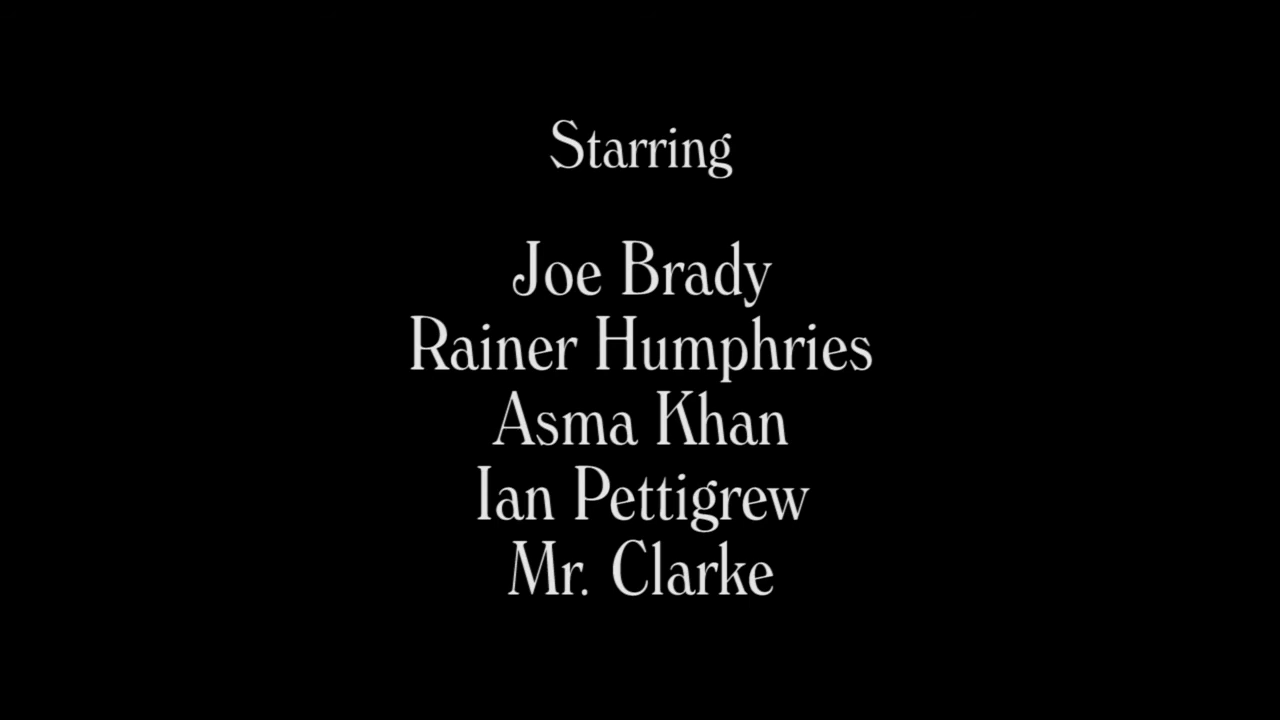 Starring
Joe Brady
Rainer Humphries
Asma Khan
Ian Pettigrew
Mr. Clarke